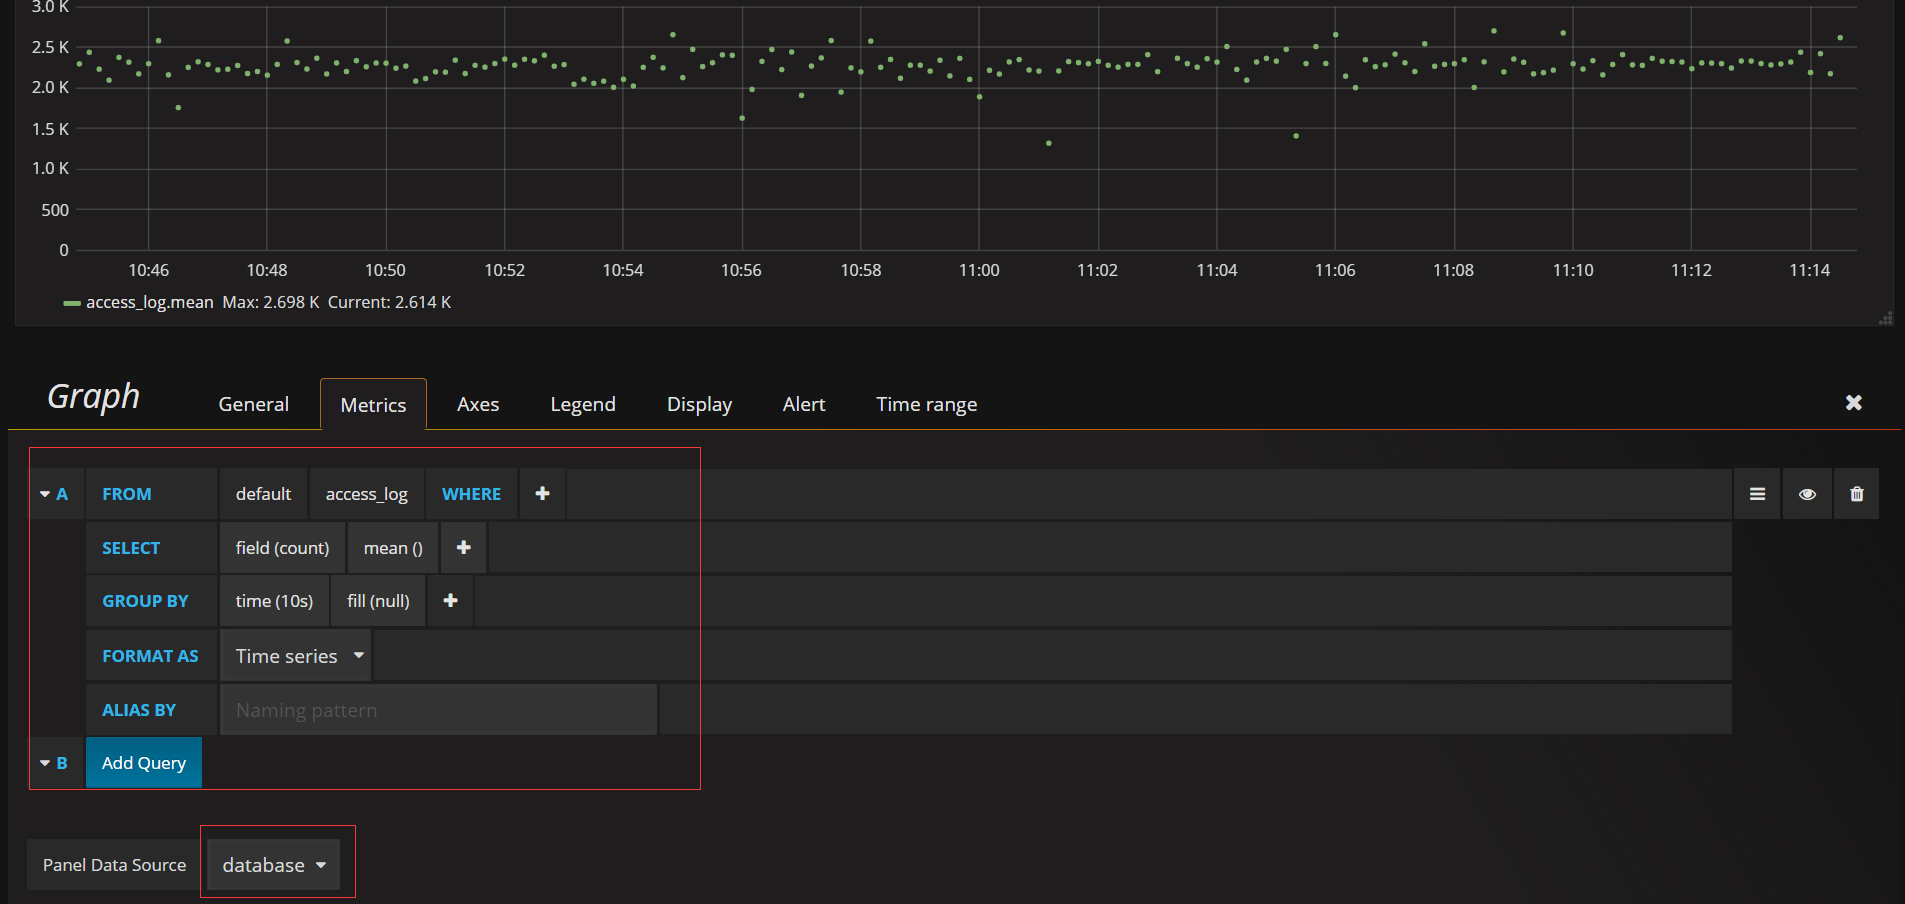 3.0 K
2.5 K
2.0 K
1.5 K
1.0 K
500
0
10:46 10:48 10:50 10:52 10:54 10:56 10:58 11:00 11:02 11:04 11:06 11:08 11:10 11:12 11:14
access_log.mean Max: 2.698 K Current: 2.614 K
Graph General Metrics Axes Legend Display Alert Time range
A FROM default access_log WHERE
SELECT field (count) mean ()
GROUP BY time (10s) fill (null)
FORMAT AS Time series
ALIAS BY Naming pattern
B Add Query
Panel Data Source database